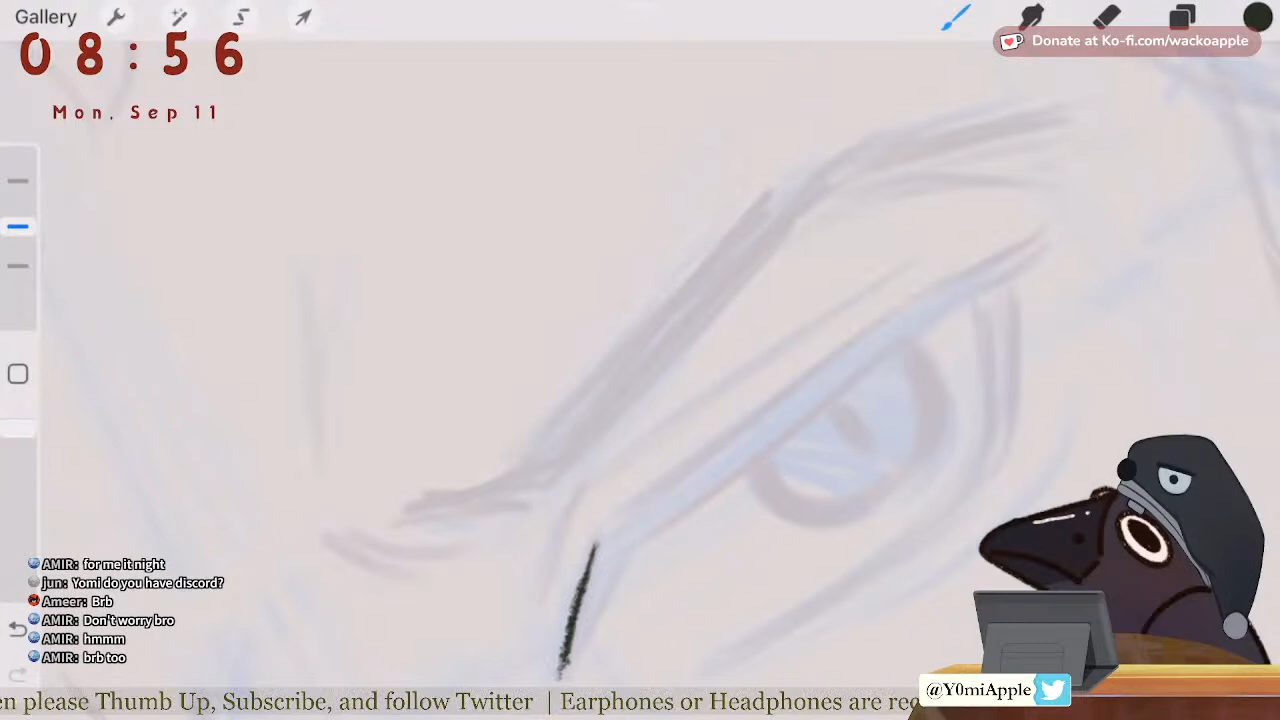 Gallery
08:56
Mon, Sep 11
Donate at Ko-fi.com/wackoapple
AMIR: for me it night
jun: Yomi do you have discord?
Ameer: Brb
AMIR: Don't worry bro
AMIR: hmmm
AMIR: brb too
@Y0miApple
please Thumb Up, Subscribe, and follow Twitter | Earphones or Headphones are